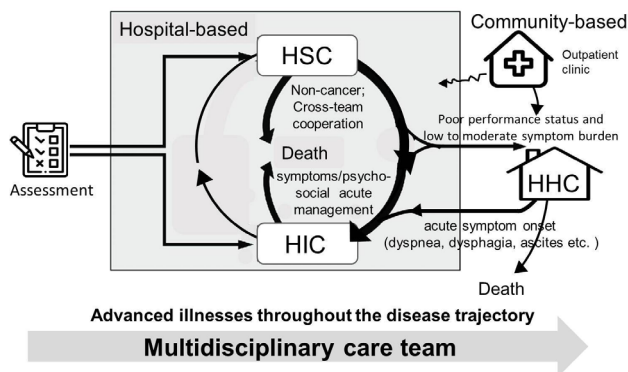 Hospital-based
Community-based
HSC
Outpatient
clinic
Non-cancer;
Cross-team
cooperation
Poor performance status and
low to moderate symptom burden
Death
Assessment
symptoms/psycho-
social acute
management
HHC
HIC
acute symptom onset
(dyspnea, dysphagia, ascites etc. )
Death
Advanced illnesses throughout the disease trajectory
Multidisciplinary care team